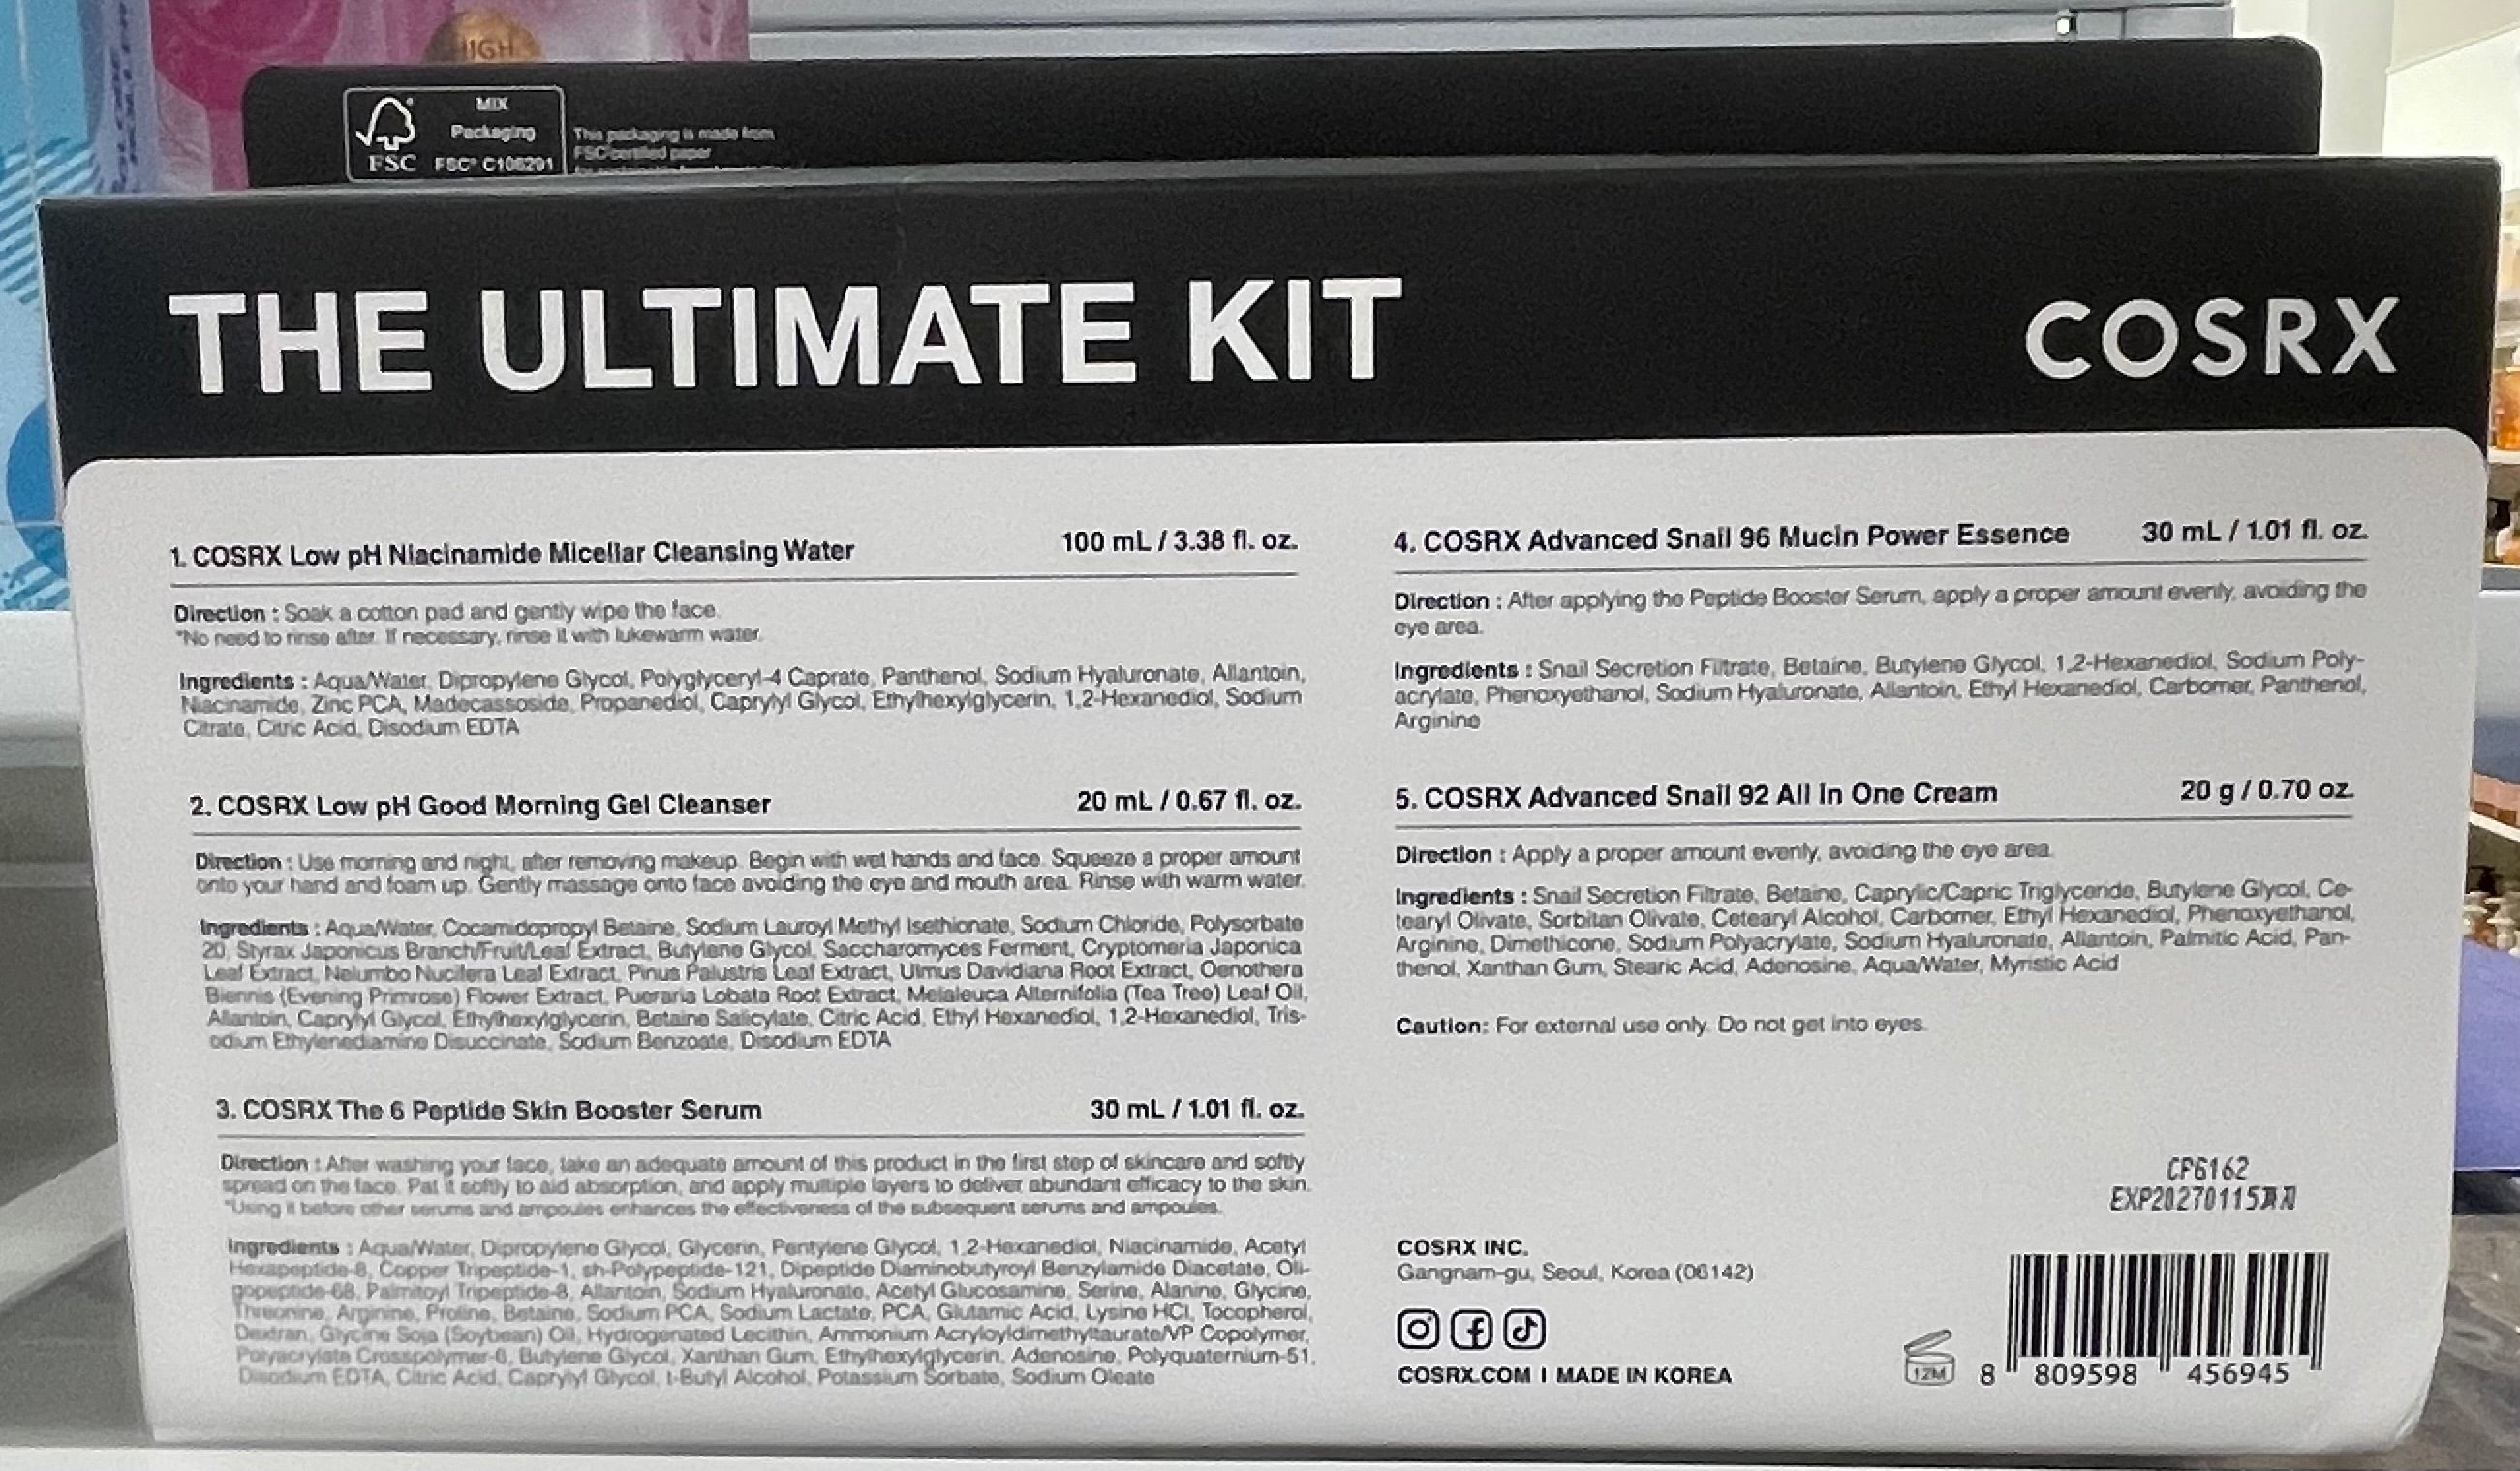 HIGH
MIX
Packaging
FSC
FSC® C106291
This packaging is made from
FSC certified paper
THE ULTIMATE KIT
COSRX
1. COSRX Low pH Niacinamide Micellar Cleansing Water 100 mL / 3.38 fl. oz.
Direction : Soak a cotton pad and gently wipe the face.
*No need to rinse after. If necessary, rinse it with lukewarm water.
Ingredients : Aqua/Water, Dipropylene Glycol, Polyglyceryl-4 Caprate, Panthenol, Sodium Hyaluronate, Allantoin,
Niacinamide, Zinc PCA, Madecassoside, Propanediol, Caprylyl Glycol, Ethylhexylglycerin, 1,2-Hexanediol, Sodium
Citrate, Citric Acid, Disodium EDTA
2. COSRX Low pH Good Morning Gel Cleanser 20 mL / 0.67 fl. oz.
Direction : Use morning and night, after removing makeup. Begin with wet hands and face. Squeeze a proper amount
onto your hand and foam up. Gently massage onto face avoiding the eye and mouth area. Rinse with warm water.
Ingredients : Aqua/Water, Cocamidopropyl Betaine, Sodium Lauroyl Methyl Isethionate, Sodium Chloride, Polysorbate
20, Styrax Japonicus Branch/Fruit/Leaf Extract, Butylene Glycol, Saccharomyces Ferment, Cryptomeria Japonica
Leaf Extract, Nelumbo Nucifera Leaf Extract, Pinus Palustris Leaf Extract, Ulmus Davidiana Root Extract, Oenothera
Biennis (Evening Primrose) Flower Extract, Pueraria Lobata Root Extract, Melaleuca Alternifolia (Tea Tree) Leaf Oil,
Allantoin, Caprylyl Glycol, Ethylhexylglycerin, Betaine Salicylate, Citric Acid, Ethyl Hexanediol, 1,2-Hexanediol, Tris-
odium Ethylenediamine Disuccinate, Sodium Benzoate, Disodium EDTA
3. COSRX The 6 Peptide Skin Booster Serum 30 mL / 1.01 fl. oz.
Direction : After washing your face, take an adequate amount of this product in the first step of skincare and softly
spread on the face. Pat it softly to aid absorption, and apply multiple layers to deliver abundant efficacy to the skin.
*Using it before other serums and ampoules enhances the effectiveness of the subsequent serums and ampoules.
Ingredients : Aqua/Water, Dipropylene Glycol, Glycerin, Pentylene Glycol, 1,2-Hexanediol, Niacinamide, Acetyl
Hexapeptide-8, Copper Tripeptide-1, sh-Polypeptide-121, Dipeptide Diaminobutyroyl Benzylamide Diacetate, Oli-
gopeptide-68, Palmitoyl Tripeptide-8, Allantoin, Sodium Hyaluronate, Acetyl Glucosamine, Serine, Alanine, Glycine,
Threonine, Arginine, Proline, Betaine, Sodium PCA, Sodium Lactate, PCA, Glutamic Acid, Lysine HCl, Tocopherol,
Dextran, Glycine Soja (Soybean) Oil, Hydrogenated Lecithin, Ammonium Acryloyldimethyltaurate/VP Copolymer,
Polyacrylate Crosspolymer-6, Butylene Glycol, Xanthan Gum, Ethylhexylglycerin, Adenosine, Polyquaternium-51,
Disodium EDTA, Citric Acid, Caprylyl Glycol, t-Butyl Alcohol, Potassium Sorbate, Sodium Oleate
4. COSRX Advanced Snail 96 Mucin Power Essence 30 mL / 1.01 fl. oz.
Direction : After applying the Peptide Booster Serum, apply a proper amount evenly, avoiding the
eye area.
Ingredients : Snail Secretion Filtrate, Betaine, Butylene Glycol, 1,2-Hexanediol, Sodium Poly-
acrylate, Phenoxyethanol, Sodium Hyaluronate, Allantoin, Ethyl Hexanediol, Carbomer, Panthenol,
Arginine
5. COSRX Advanced Snail 92 All In One Cream 20 g / 0.70 oz.
Direction : Apply a proper amount evenly, avoiding the eye area.
Ingredients : Snail Secretion Filtrate, Betaine, Caprylic/Capric Triglyceride, Butylene Glycol, Ce-
tearyl Olivate, Sorbitan Olivate, Cetearyl Alcohol, Carbomer, Ethyl Hexanediol, Phenoxyethanol,
Arginine, Dimethicone, Sodium Polyacrylate, Sodium Hyaluronate, Allantoin, Palmitic Acid, Pan-
thenol, Xanthan Gum, Stearic Acid, Adenosine, Aqua/Water, Myristic Acid
Caution: For external use only. Do not get into eyes.
CF6162
EXP20270115까지
COSRX INC.
Gangnam-gu, Seoul, Korea (06142)
COSRX.COM | MADE IN KOREA
12M
8 809598 456945